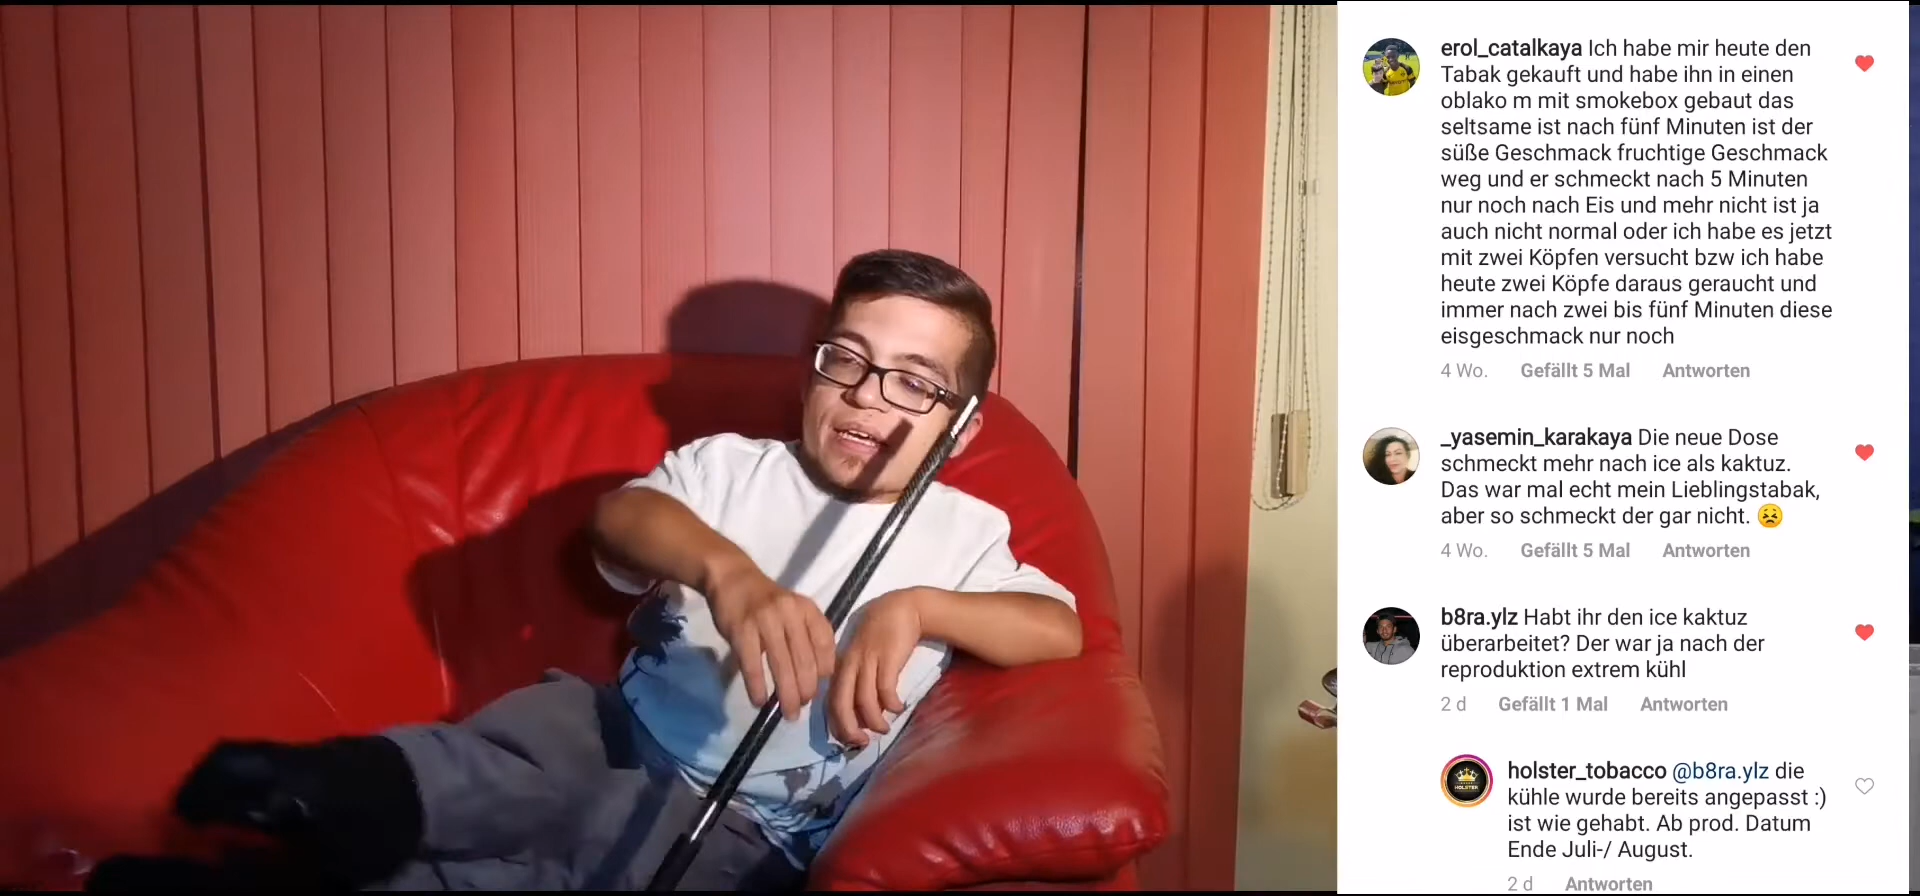 erol_catalkaya Ich habe mir heute den
Tabak gekauft und habe ihn in einen
oblako m mit smokebox gebaut das
seltsame ist nach fünf Minuten ist der
süße Geschmack fruchtige Geschmack
weg und er schmeckt nach 5 Minuten
nur noch nach Eis und mehr nicht ist ja
auch nicht normal oder ich habe es jetzt
mit zwei Köpfen versucht bzw ich habe
heute zwei Köpfe daraus geraucht und
immer nach zwei bis fünf Minuten diese
eisgeschmack nur noch
4 Wo. Gefällt 5 Mal Antworten
_yasemin_karakaya Die neue Dose
schmeckt mehr nach ice als kaktuz.
Das war mal echt mein Lieblingstabak,
aber so schmeckt der gar nicht. 😣
4 Wo. Gefällt 5 Mal Antworten
b8ra.ylz Habt ihr den ice kaktuz
überarbeitet? Der war ja nach der
reproduktion extrem kühl
2 d Gefällt 1 Mal Antworten
HOLSTER
holster_tobacco @b8ra.ylz die
kühle wurde bereits angepasst :)
ist wie gehabt. Ab prod. Datum
Ende Juli-/ August.
2 d Antworten